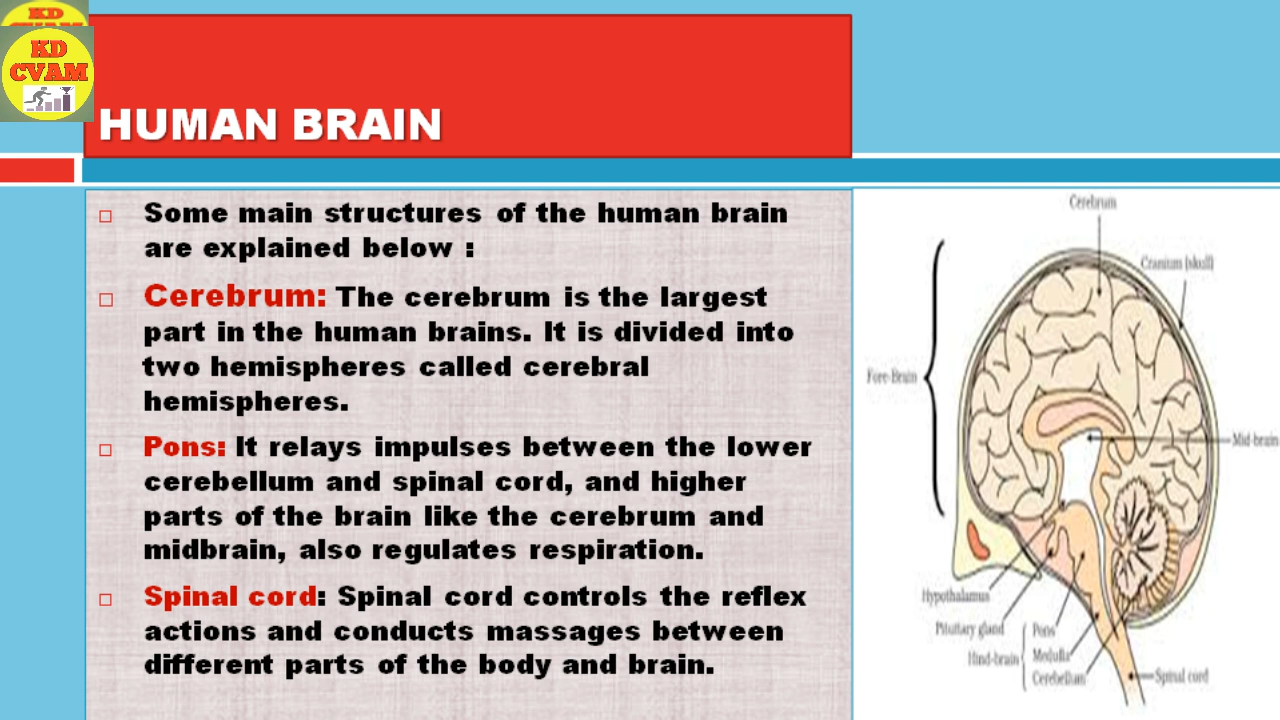 KD
CVAM
KD
CVAM
HUMAN BRAIN
Some main structures of the human brain
are explained below :
Cerebrum: The cerebrum is the largest
part in the human brains. It is divided into
two hemispheres called cerebral
hemispheres.
Pons: It relays impulses between the lower
cerebellum and spinal cord, and higher
parts of the brain like the cerebrum and
midbrain, also regulates respiration.
Spinal cord: Spinal cord controls the reflex
actions and conducts massages between
different parts of the body and brain.
Cerebrum
Cranium (skull)
Fore-Brain
Mid-brain
Hypothalamus
Pituitary gland
Hind-brain
Pons
Medulla
Cerebellum
Spinal cord